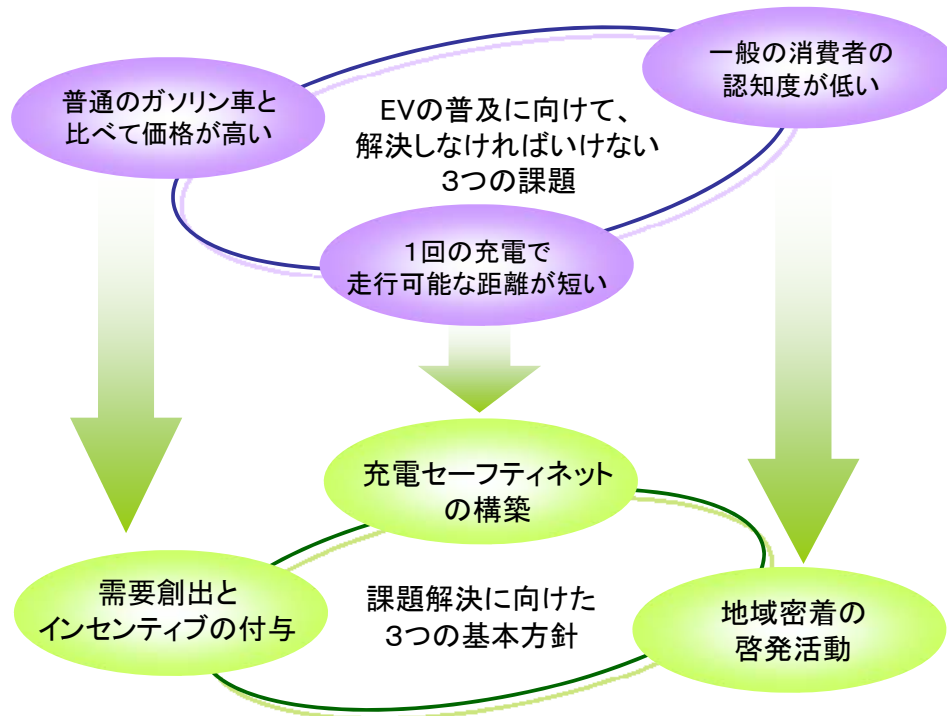 一般の消費者の
認知度が低い
普通のガソリン車と
比べて価格が高い
EVの普及に向けて、
解決しなければいけない
3つの課題
1回の充電で
走行可能な距離が短い
充電セーフティネット
の構築
需要創出と
インセンティブの付与
課題解決に向けた
3つの基本方針
地域密着の
啓発活動